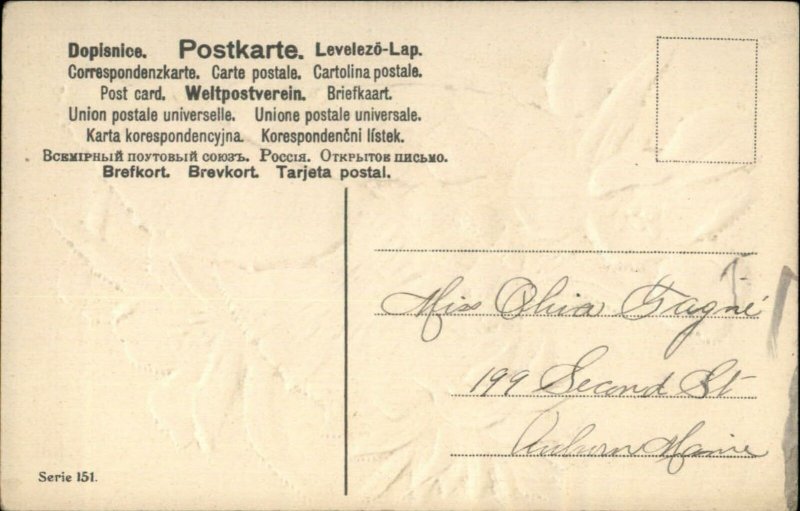 Dopisnice. Postkarte. Levelező-Lap.
Correspondenzkarte. Carte postale. Cartolina postale.
Post card. Weltpostverein. Briefkaart.
Union postale universelle. Unione postale universale.
Karta korespondencyjna. Korespondenční lístek.
Всемірный поутовый союзъ. Россія. Открытов письмо.
Brefkort. Brevkort. Tarjeta postal.
Miss Gagné
199 Second St
Auburn Maine
Serie 151.